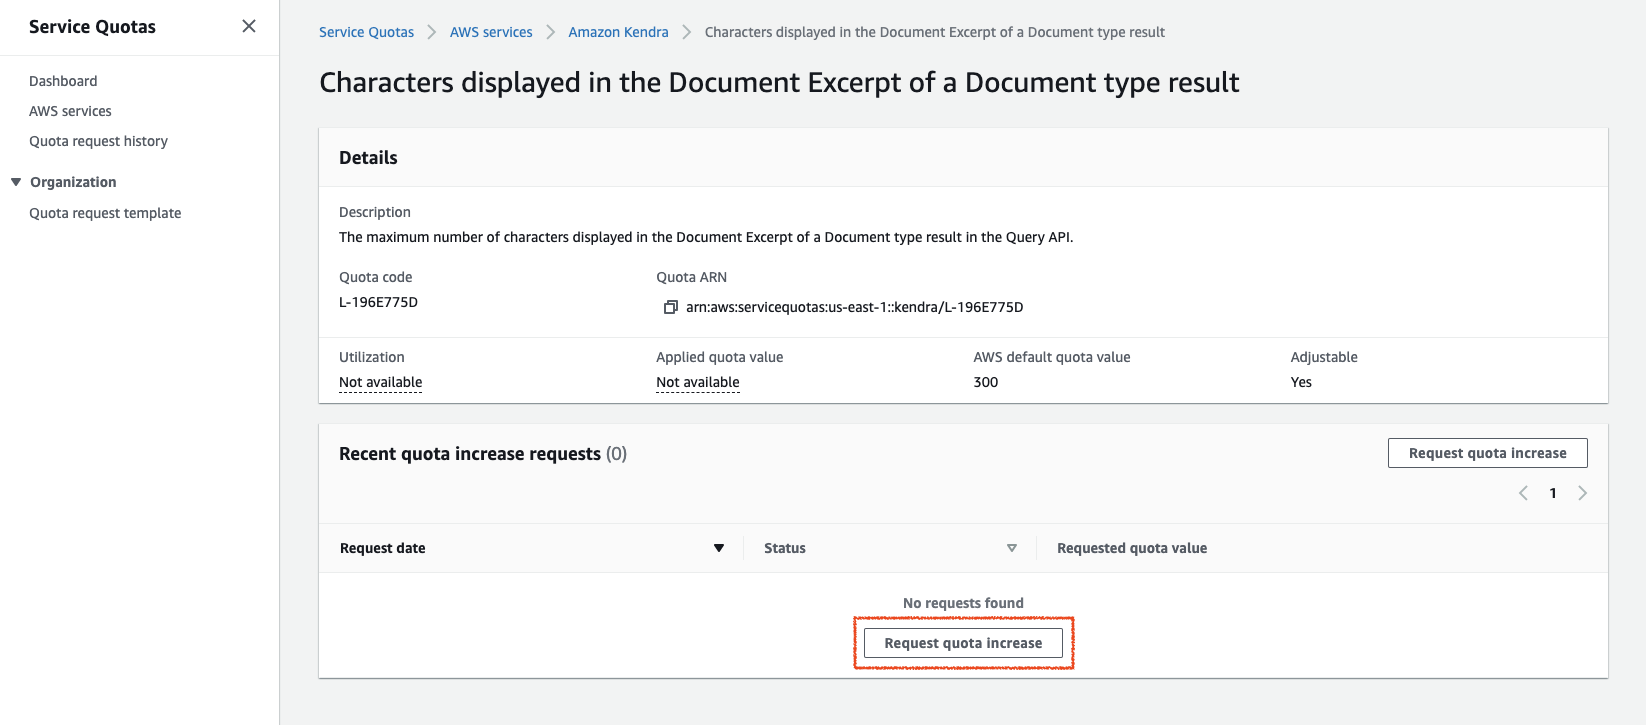 Service Quotas
Dashboard
AWS services
Quota request history
Organization
Quota request template
Service Quotas > AWS services > Amazon Kendra > Characters displayed in the Document Excerpt of a Document type result
Characters displayed in the Document Excerpt of a Document type result
Details
Description
The maximum number of characters displayed in the Document Excerpt of a Document type result in the Query API.
Quota code
L-196E775D
Quota ARN
arn:aws:servicequotas:us-east-1::kendra/L-196E775D
Utilization
Not available
Applied quota value
Not available
AWS default quota value
300
Adjustable
Yes
Recent quota increase requests (0)
Request quota increase
1
Request date
Status
Requested quota value
No requests found
Request quota increase